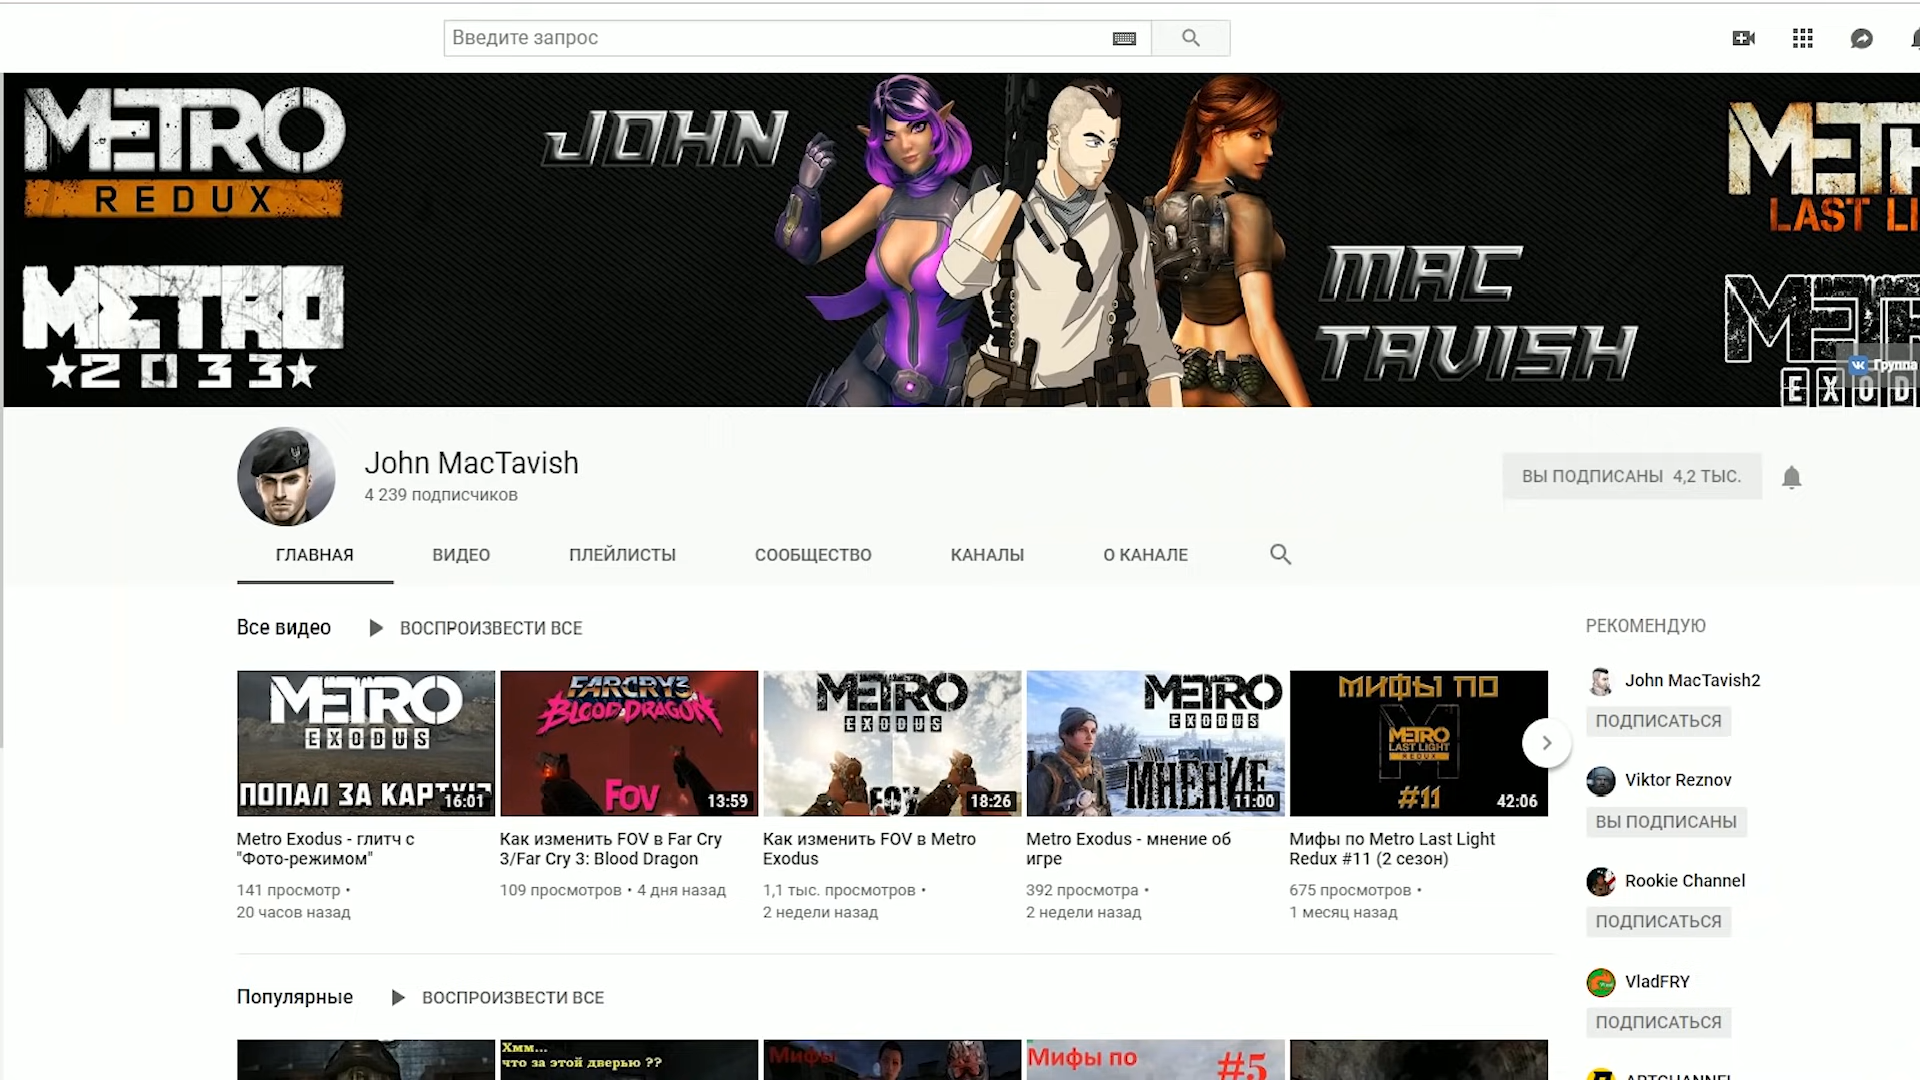 Введите запрос
METRO
REDUX
JOHN
METRO
LAST LI
METRO
2033
MAC
TAVISH
Группа
EXOD
John MacTavish
4 239 подписчиков
ВЫ ПОДПИСАНЫ 4,2 ТЫС.
ГЛАВНАЯ ВИДЕО ПЛЕЙЛИСТЫ СООБЩЕСТВО КАНАЛЫ О КАНАЛЕ
Все видео ВОСПРОИЗВЕСТИ ВСЕ
METRO
EXODUS
ПОПАЛ ЗА
16:01
FARCRY3
BLOOD DRAGON
FOV
13:59
METRO
EXODUS
FOV
18:26
METRO
EXODUS
МНЕНИЕ
11:00
МИФЫ ПО
METRO
LAST LIGHT
REDUX
#11
42:06
Metro Exodus - глитч с
"Фото-режимом"
141 просмотр •
20 часов назад
Как изменить FOV в Far Cry
3/Far Cry 3: Blood Dragon
109 просмотров • 4 дня назад
Как изменить FOV в Metro
Exodus
1,1 тыс. просмотров •
2 недели назад
Metro Exodus - мнение об
игре
392 просмотра •
2 недели назад
Мифы по Metro Last Light
Redux #11 (2 сезон)
675 просмотров •
1 месяц назад
РЕКОМЕНДУЮ
John MacTavish2
ПОДПИСАТЬСЯ
Viktor Reznov
ВЫ ПОДПИСАНЫ
Rookie Channel
ПОДПИСАТЬСЯ
VladFRY
ПОДПИСАТЬСЯ
Популярные ВОСПРОИЗВЕСТИ ВСЕ
Хмм...
что за этой дверью ??
Мифы
Мифы по
#5